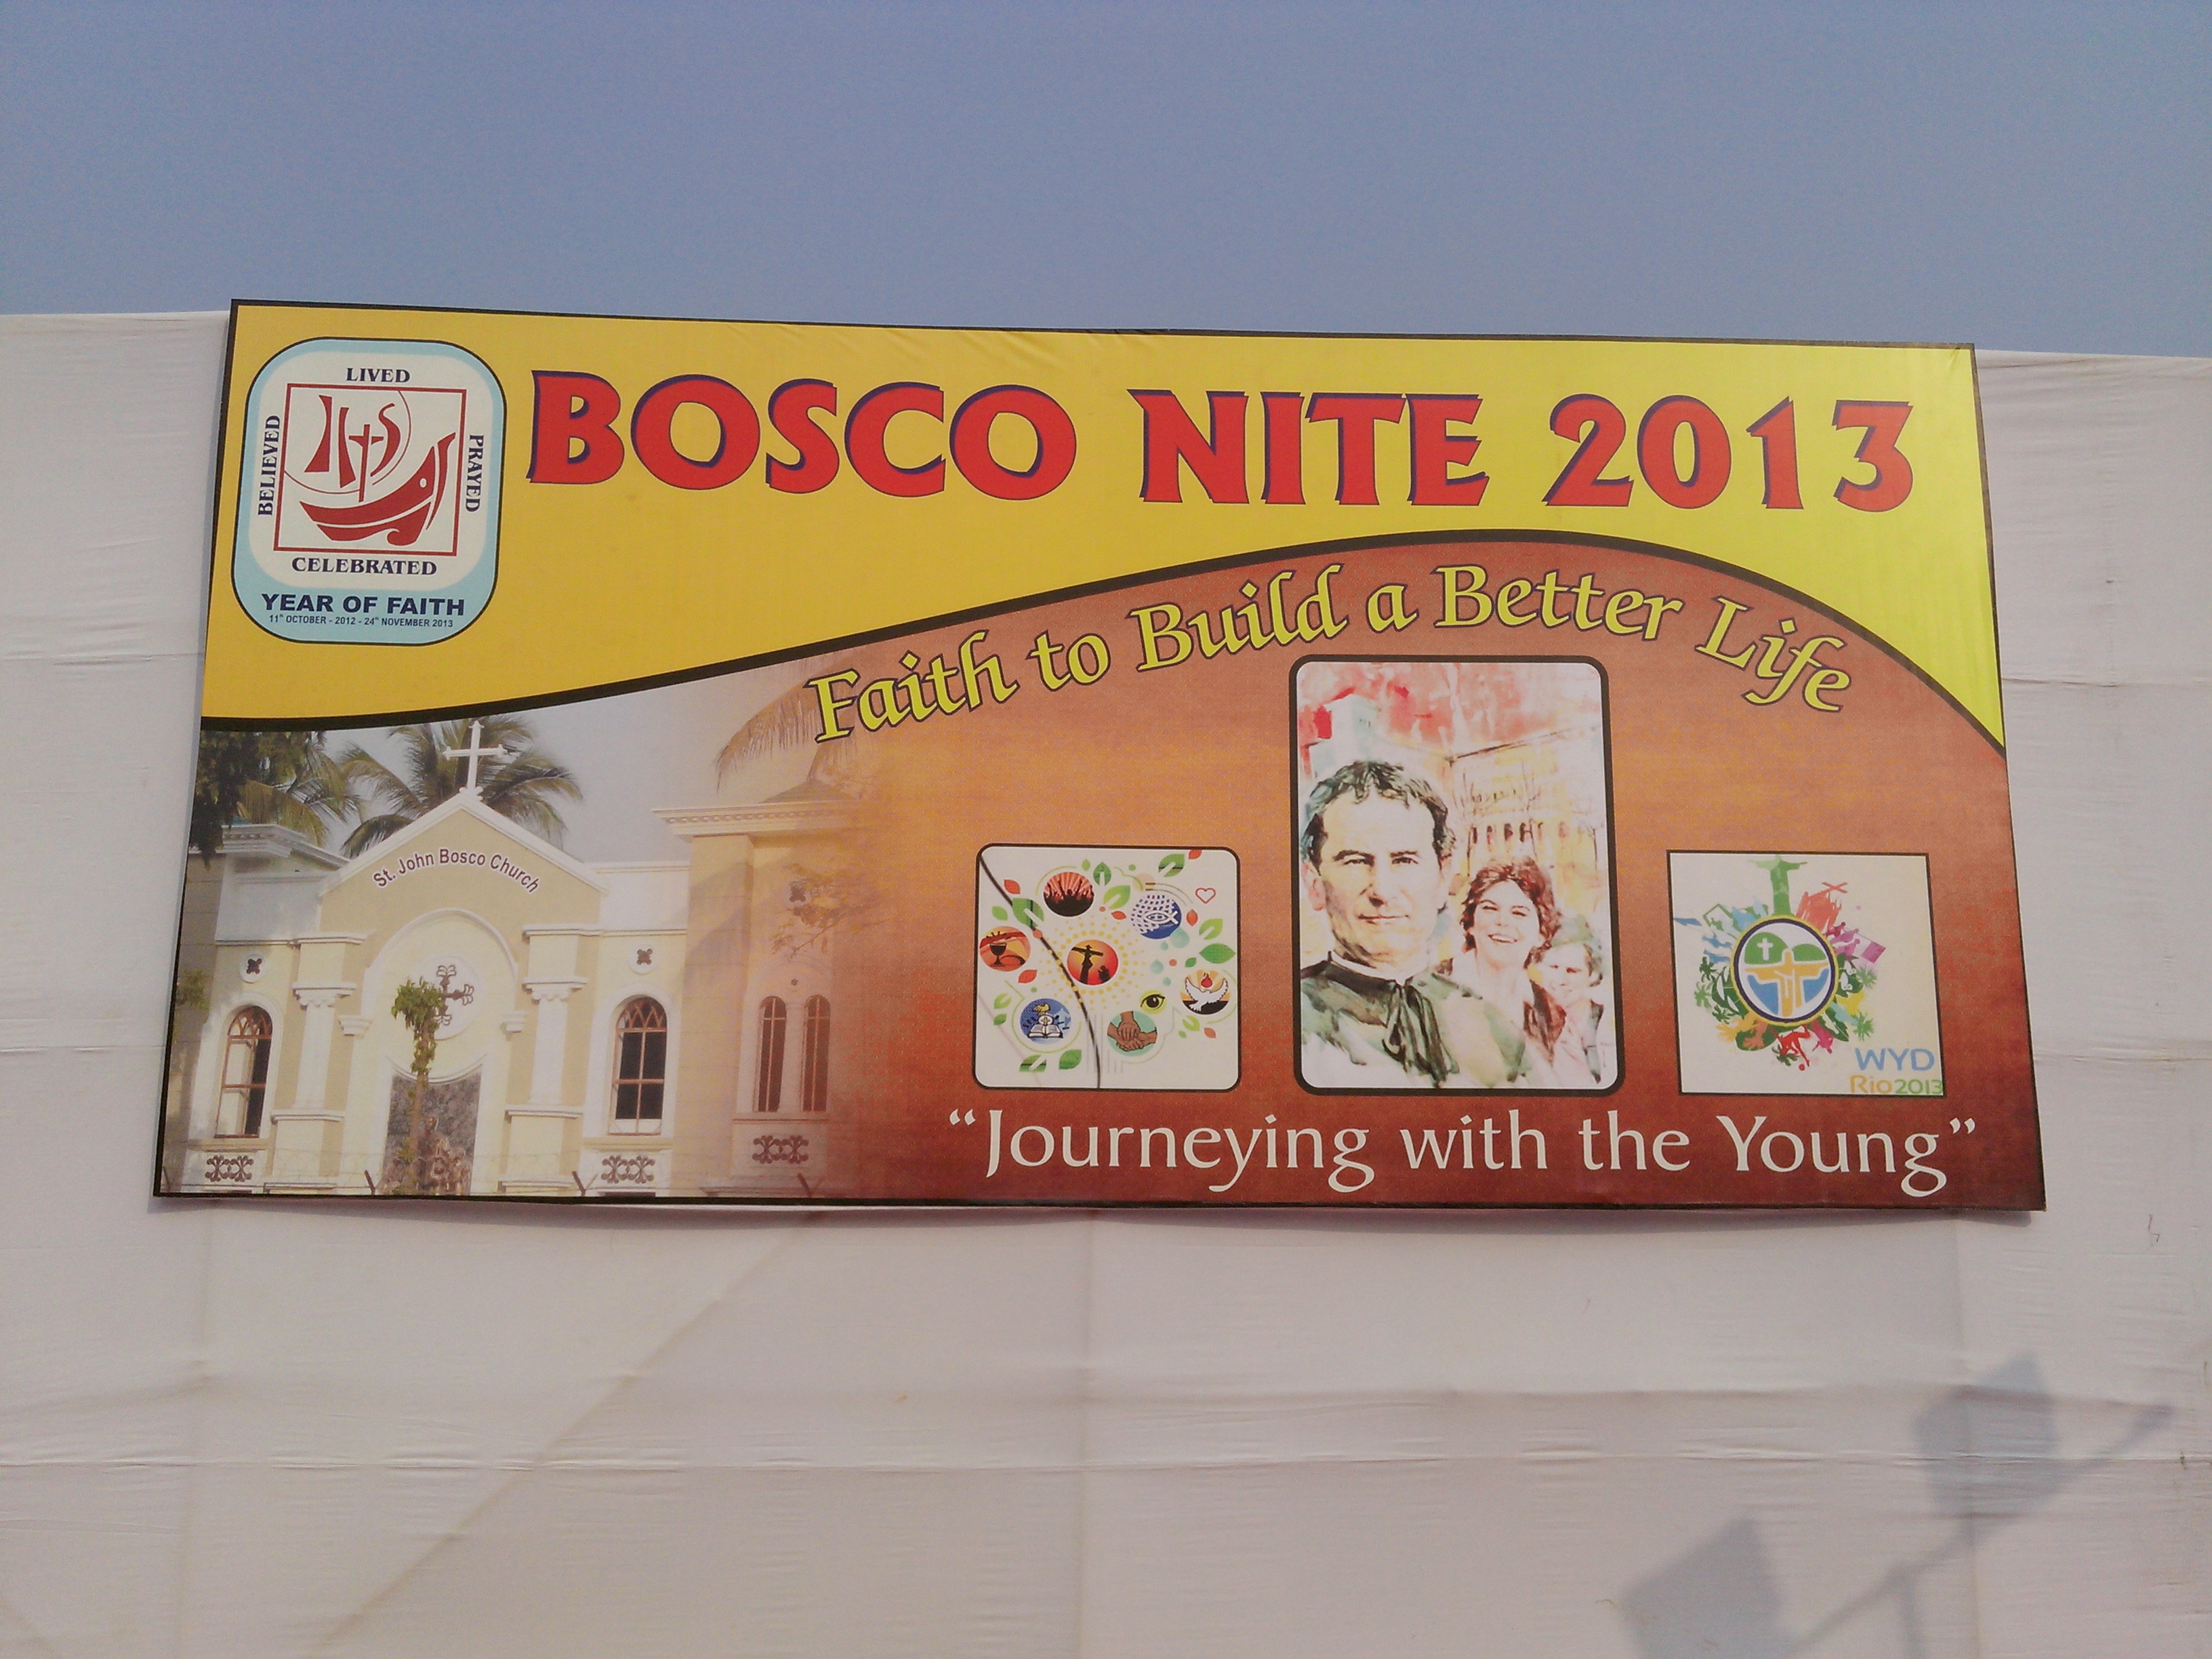 LIVED
BELIEVED
PRAYED
IHS
CELEBRATED
YEAR OF FAITH
11th OCTOBER - 2012 - 24th NOVEMBER 2013
BOSCO NITE 2013
Faith to Build a Better Life
St. John Bosco Church
WYD
Rio2013
“Journeying with the Young”